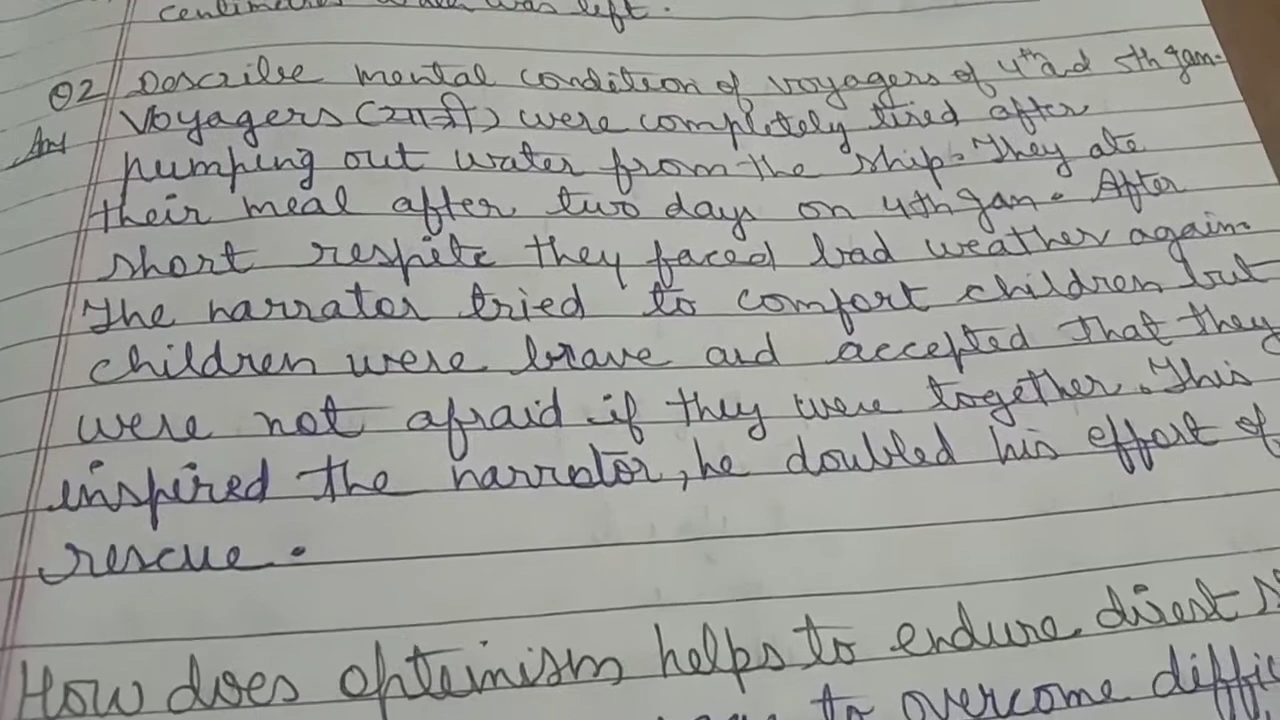 which was left.
Q2 Describe mental condition of voyagers of 4th and 5th Jan.
Ans Voyagers (यात्री) were completely tired after
pumping out water from the ship. They ate
their meal after two days on 4th Jan. After
short respite they faced bad weather again.
The narrator tried to comfort children but
children were brave and accepted that they
were not afraid if they were together. This
inspired the narrator, he doubled his effort of
rescue.
How does optimism helps to endure direst
to overcome